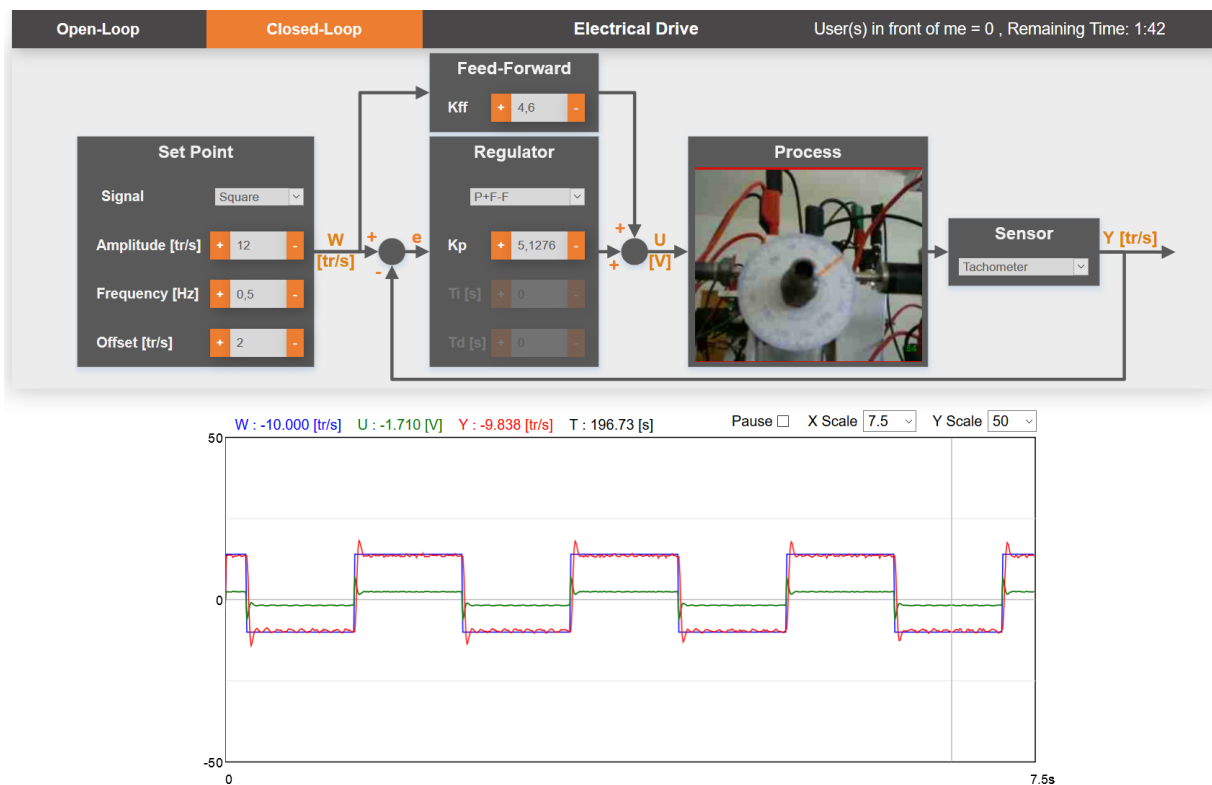 Open-Loop Closed-Loop Electrical Drive User(s) in front of me = 0 , Remaining Time: 1:42
Feed-Forward
Kff + 4,6 -
Set Point
Signal Square
Amplitude [tr/s] + 12 -
Frequency [Hz] + 0,5 -
Offset [tr/s] + 2 -
W
[tr/s]
+
-
e
Regulator
P+F-F
Kp + 5,1276 -
Ti [s] + 0 -
Td [s] + 0 -
+
+
U
[V]
Process
54
Sensor
Tachometer
Y [tr/s]
W : -10.000 [tr/s] U : -1.710 [V] Y : -9.838 [tr/s] T : 196.73 [s] Pause X Scale 7.5 Y Scale 50
50
0
-50
0 7.5s